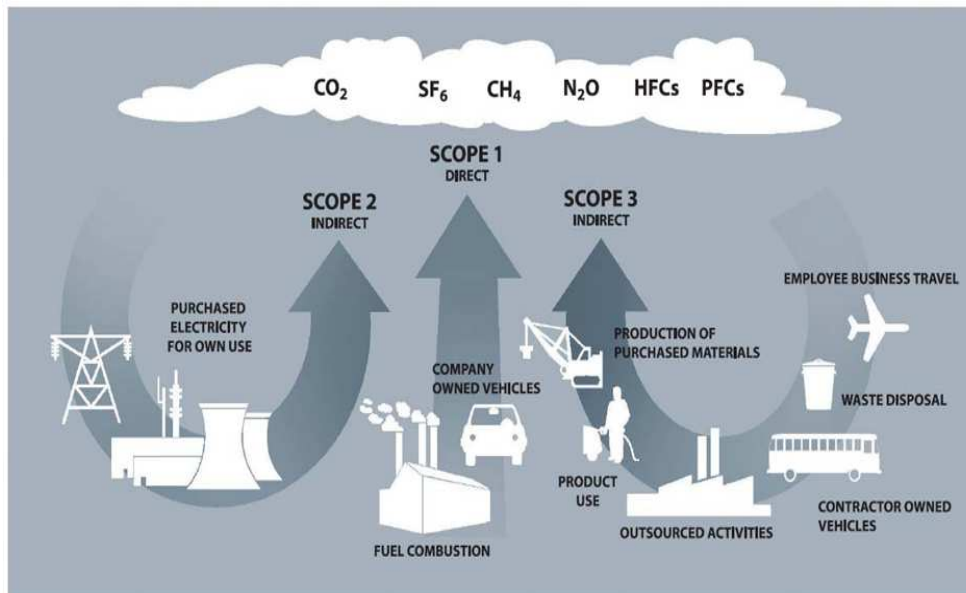 CO₂ SF₆ CH₄ N₂O HFCs PFCs
SCOPE 1
DIRECT
SCOPE 2
INDIRECT
SCOPE 3
INDIRECT
PURCHASED
ELECTRICITY
FOR OWN USE
COMPANY
OWNED VEHICLES
FUEL COMBUSTION
PRODUCTION OF
PURCHASED MATERIALS
PRODUCT
USE
OUTSOURCED ACTIVITIES
EMPLOYEE BUSINESS TRAVEL
WASTE DISPOSAL
CONTRACTOR OWNED
VEHICLES